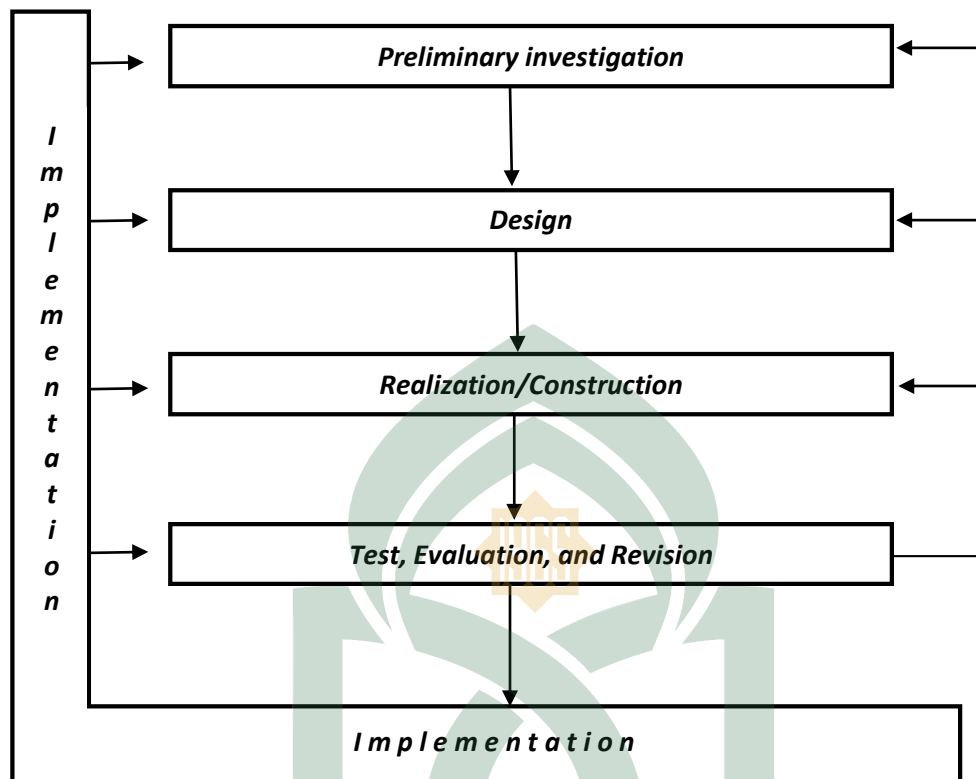 Preliminary investigation
Implementation
Design
Realization/Construction
Test, Evaluation, and Revision
Implementation